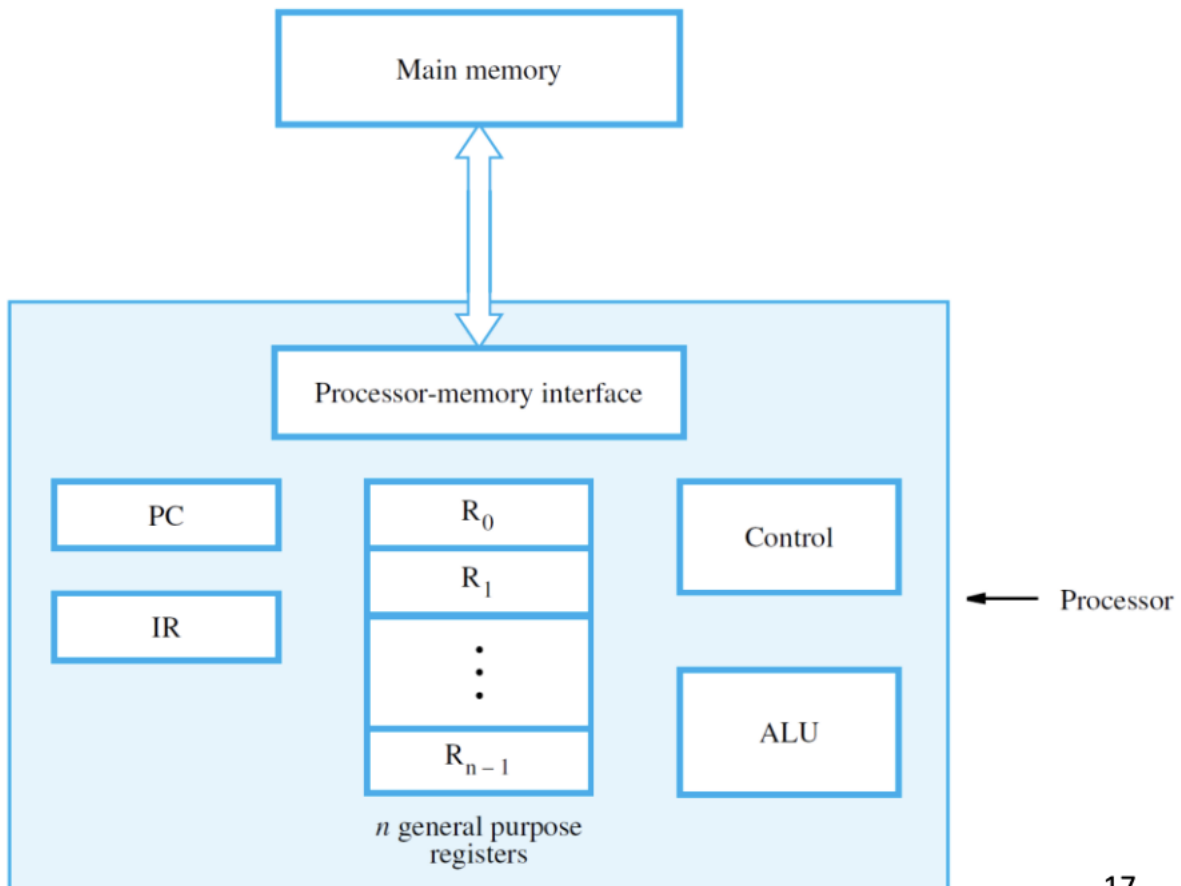 Main memory
Processor-memory interface
PC
IR
R0
R1
Rn – 1
n general purpose
registers
Control
ALU
Processor
17